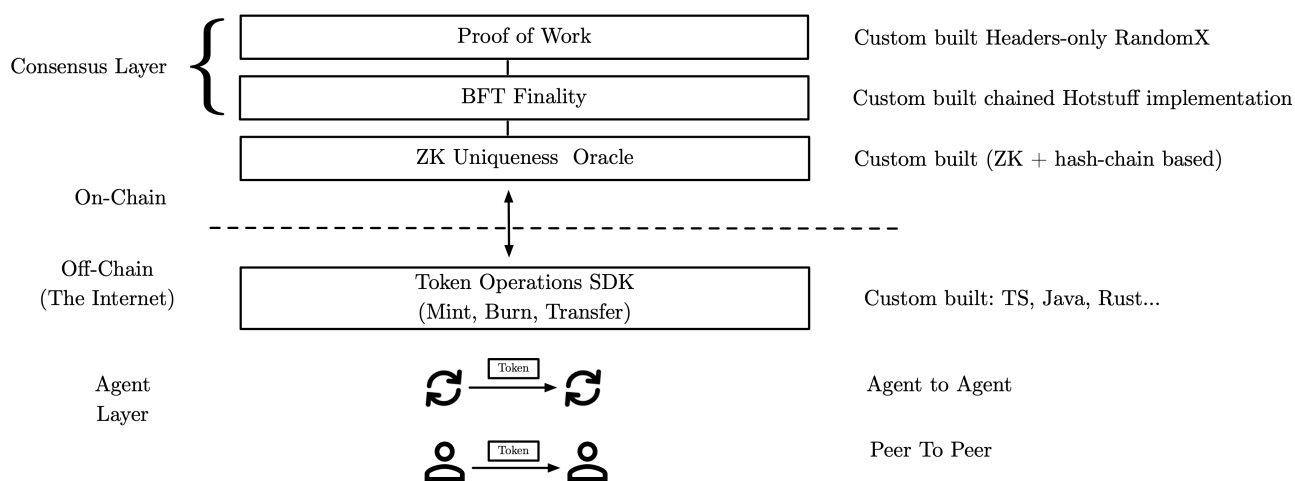 Proof of Work
Custom built Headers-only RandomX
Consensus Layer
BFT Finality
Custom built chained Hotstuff implementation
ZK Uniqueness Oracle
Custom built (ZK + hash-chain based)
On-Chain
Off-Chain
(The Internet)
Token Operations SDK
(Mint, Burn, Transfer)
Custom built: TS, Java, Rust...
Agent
Layer
Token
Agent to Agent
Token
Peer To Peer